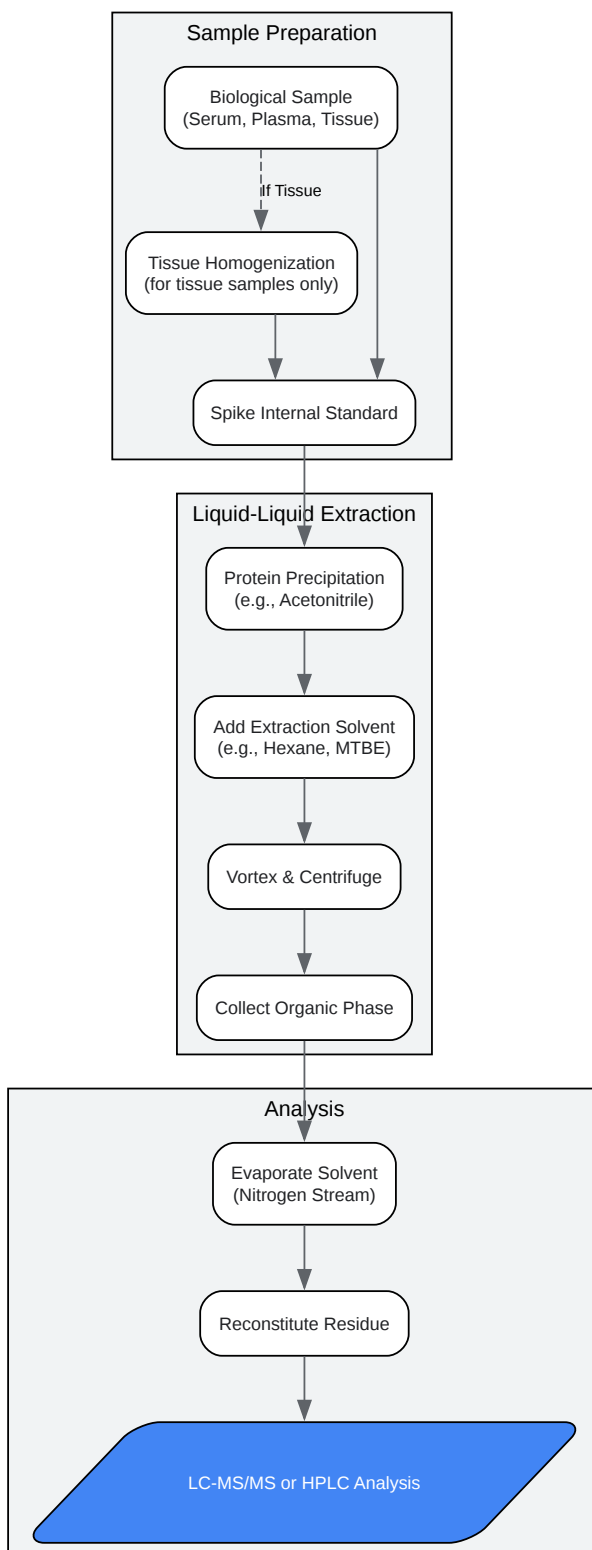 Sample Preparation
Biological Sample
(Serum, Plasma, Tissue)
If Tissue
Tissue Homogenization
(for tissue samples only)
Spike Internal Standard
Liquid-Liquid Extraction
Protein Precipitation
(e.g., Acetonitrile)
Add Extraction Solvent
(e.g., Hexane, MTBE)
Vortex & Centrifuge
Collect Organic Phase
Analysis
Evaporate Solvent
(Nitrogen Stream)
Reconstitute Residue
LC-MS/MS or HPLC Analysis